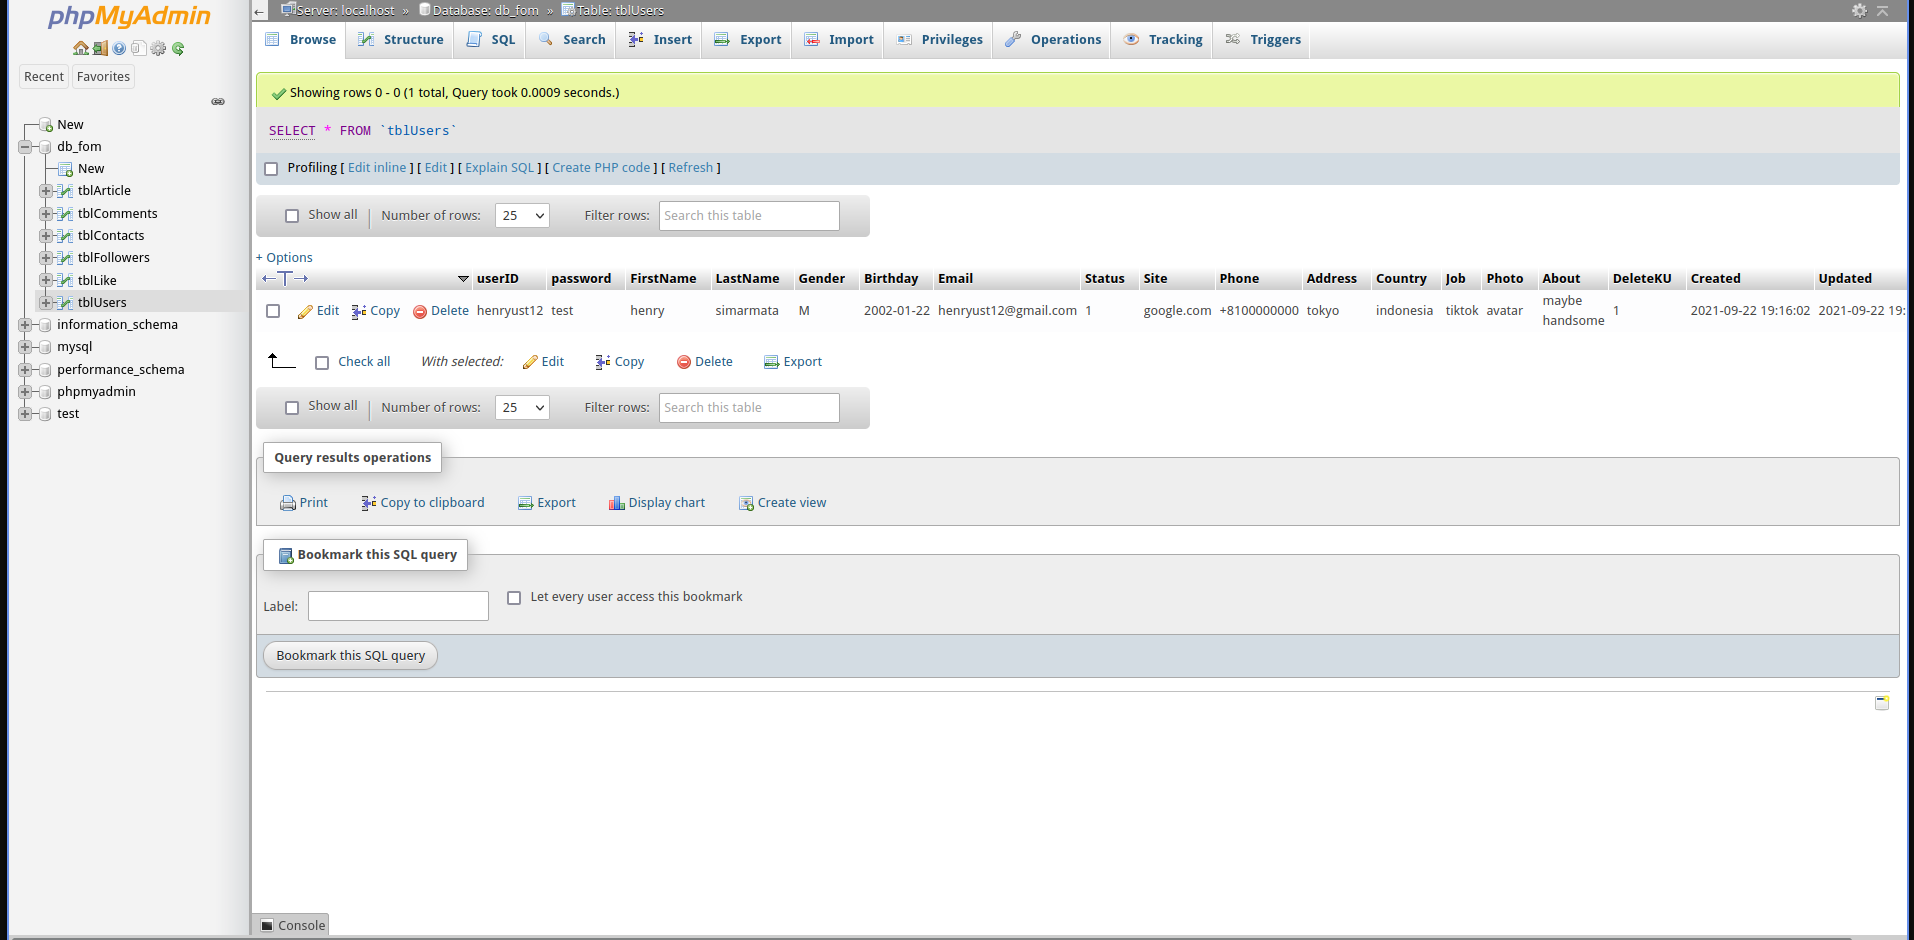 phpMyAdmin
Recent Favorites
New
db_fom
New
tblArticle
tblComments
tblContacts
tblFollowers
tblLike
tblUsers
information_schema
mysql
performance_schema
phpmyadmin
test
← Server: localhost » Database: db_fom » Table: tblUsers
Browse Structure SQL Search Insert Export Import Privileges Operations Tracking Triggers
Showing rows 0 - 0 (1 total, Query took 0.0009 seconds.)
SELECT * FROM `tblUsers`
Profiling [ Edit inline ] [ Edit ] [ Explain SQL ] [ Create PHP code ] [ Refresh ]
Show all Number of rows: 25 Filter rows: Search this table
+ Options
←T→ userID password FirstName LastName Gender Birthday Email Status Site Phone Address Country Job Photo About DeleteKU Created Updated
Edit Copy Delete henryust12 test henry simarmata M 2002-01-22 henryust12@gmail.com 1 google.com +8100000000 tokyo indonesia tiktok avatar maybe handsome 1 2021-09-22 19:16:02 2021-09-22 19:
Check all With selected: Edit Copy Delete Export
Show all Number of rows: 25 Filter rows: Search this table
Query results operations
Print Copy to clipboard Export Display chart Create view
Bookmark this SQL query
Label: Let every user access this bookmark
Bookmark this SQL query
Console